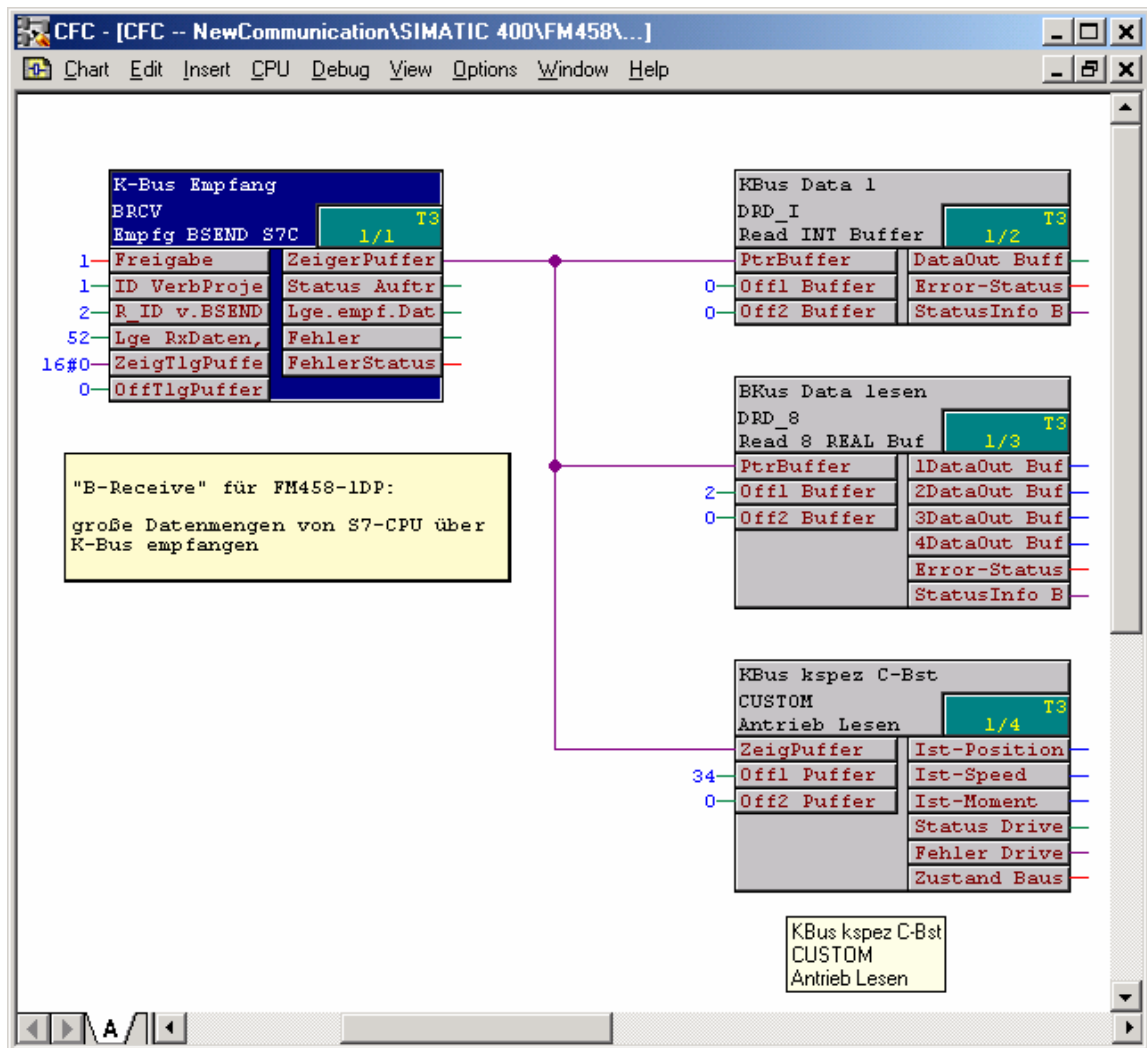 CFC - [CFC -- NewCommunication\SIMATIC 400\FM458\...]
Chart Edit Insert CPU Debug View Options Window Help
K-Bus Empfang
BRCV
T3
Empfg BSEND S7C
1/1
1
Freigabe
ZeigerPuffer
1
ID VerbProje
Status Auftr
2
R_ID v.BSEND
Lge.empf.Dat
52
Lge RxDaten,
Fehler
16#0
ZeigTlgPuffe
FehlerStatus
0
OffTlgPuffer
KBus Data 1
DRD_I
T3
Read INT Buffer
1/2
PtrBuffer
DataOut Buff
0
Off1 Buffer
Error-Status
0
Off2 Buffer
StatusInfo B
BKus Data lesen
DRD_8
T3
Read 8 REAL Buf
1/3
PtrBuffer
1DataOut Buf
2
Off1 Buffer
2DataOut Buf
0
Off2 Buffer
3DataOut Buf
4DataOut Buf
Error-Status
StatusInfo B
"B-Receive" für FM458-1DP:
große Datenmengen von S7-CPU über
K-Bus empfangen
KBus kspez C-Bst
CUSTOM
T3
Antrieb Lesen
1/4
ZeigPuffer
Ist-Position
34
Off1 Puffer
Ist-Speed
0
Off2 Puffer
Ist-Moment
Status Drive
Fehler Drive
Zustand Baus
KBus kspez C-Bst
CUSTOM
Antrieb Lesen
A